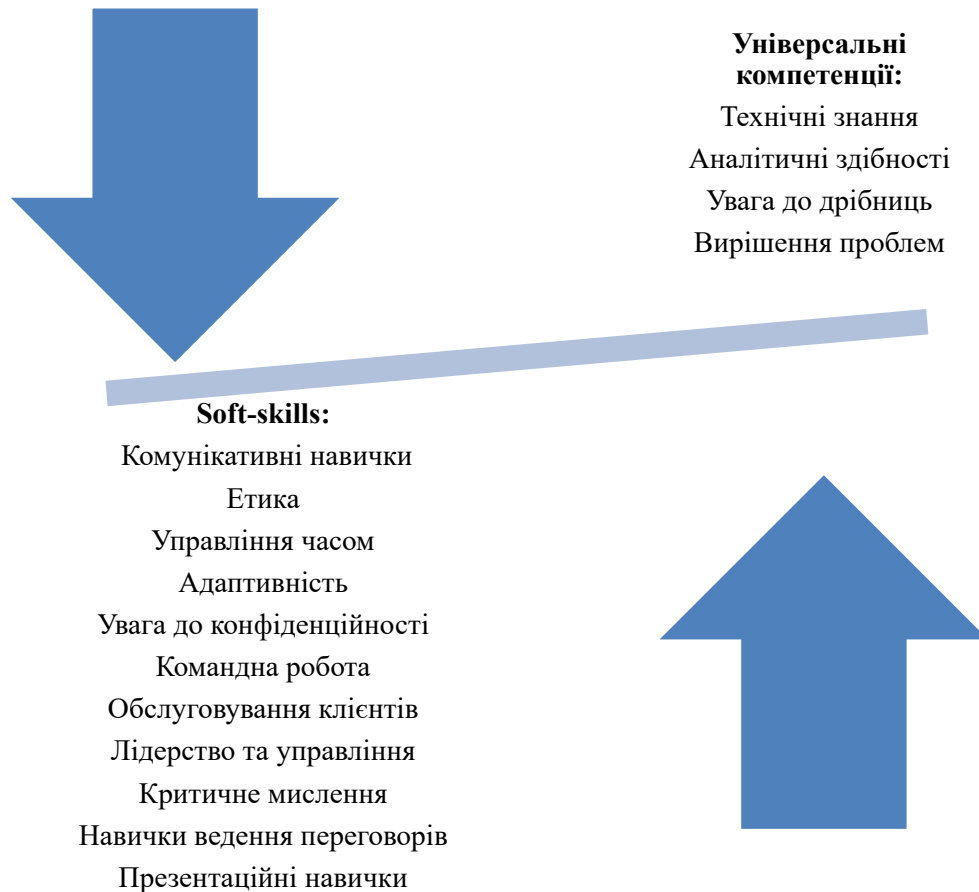 Універсальні
компетенції:
Технічні знання
Аналітичні здібності
Увага до дрібниць
Вирішення проблем
Soft-skills:
Комунікативні навички
Етика
Управління часом
Адаптивність
Увага до конфіденційності
Командна робота
Обслуговування клієнтів
Лідерство та управління
Критичне мислення
Навички ведення переговорів
Презентаційні навички